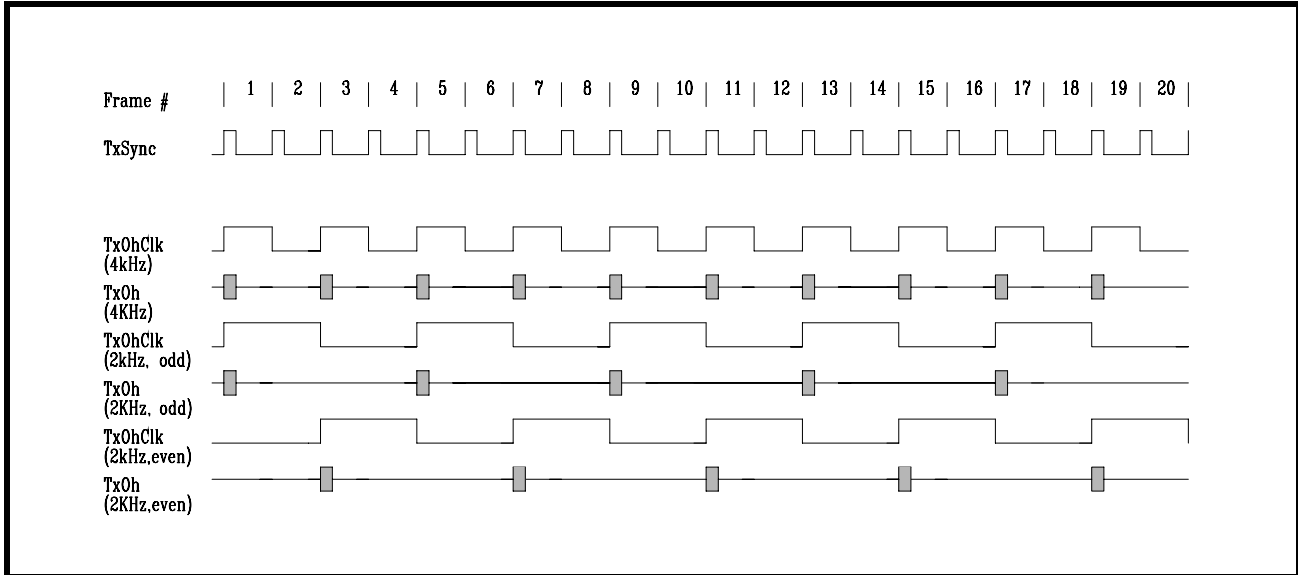 Frame # | 1 | 2 | 3 | 4 | 5 | 6 | 7 | 8 | 9 | 10 | 11 | 12 | 13 | 14 | 15 | 16 | 17 | 18 | 19 | 20 |
TxSync
TxOhClk
(4kHz)
TxOh
(4KHz)
TxOhClk
(2kHz, odd)
TxOh
(2KHz, odd)
TxOhClk
(2kHz,even)
TxOh
(2KHz,even)